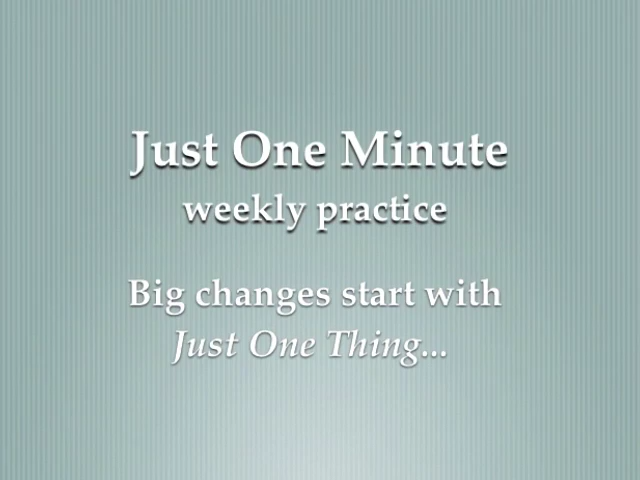 Just One Minute
weekly practice
Big changes start with
Just One Thing...